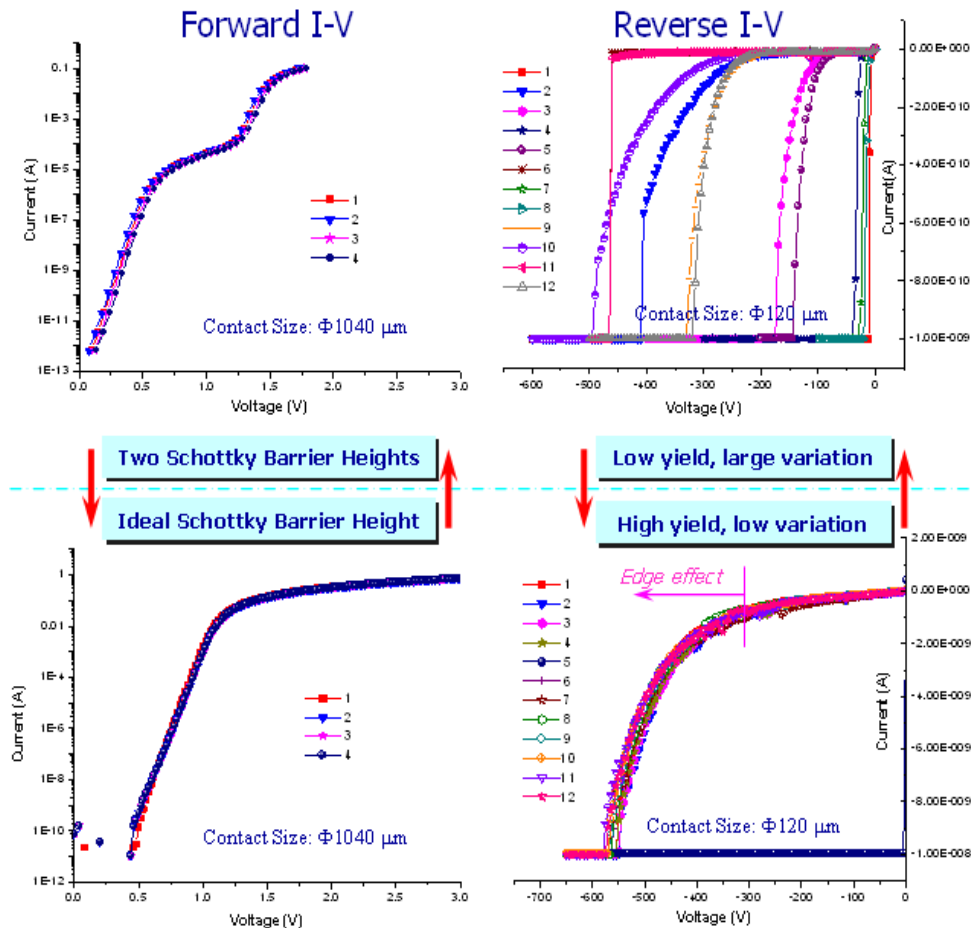 Forward I-V
Reverse I-V
Current (A)
0.1
1E-3
1E-5
1E-7
1E-9
1E-11
1E-13
1
2
3
4
Contact Size: Φ1040 µm
0.0 0.5 1.0 1.5 2.0 2.5 3.0
Voltage (V)
1
2
3
4
5
6
7
8
9
10
11
12
0.00E+000
-2.00E-010
-4.00E-010
-6.00E-010
-8.00E-010
-1.00E-009
Current (A)
Contact Size: Φ120 µm
-600 -500 -400 -300 -200 -100 0
Voltage (V)
Two Schottky Barrier Heights
Low yield, large variation
Ideal Schottky Barrier Height
High yield, low variation
Current (A)
1
0.01
1E-4
1E-6
1E-8
1E-10
1E-12
1
2
3
4
Contact Size: Φ1040 µm
0.0 0.5 1.0 1.5 2.0 2.5 3.0
Voltage (V)
Edge effect
1
2
3
4
5
6
7
8
9
10
11
12
2.00E-009
0.00E+000
-2.00E-009
-4.00E-009
-6.00E-009
-8.00E-009
-1.00E-008
Current (A)
Contact Size: Φ120 µm
-700 -600 -500 -400 -300 -200 -100 0
Voltage (V)